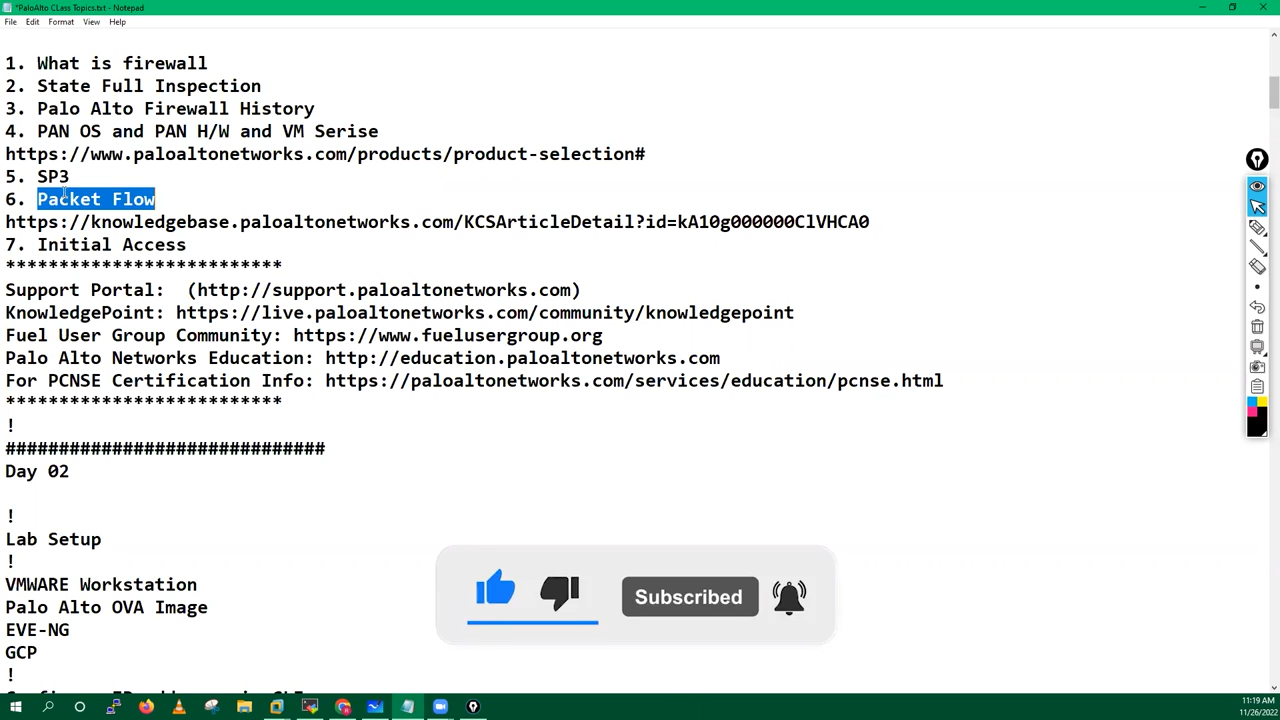 *PaloAlto CLass Topics.txt - Notepad
File Edit Format View Help
1. What is firewall
2. State Full Inspection
3. Palo Alto Firewall History
4. PAN OS and PAN H/W and VM Serise
https://www.paloaltonetworks.com/products/product-selection#
5. SP3
6. Packet Flow
https://knowledgebase.paloaltonetworks.com/KCSArticleDetail?id=kA10g000000ClVHCA0
7. Initial Access
**************************
Support Portal:  (http://support.paloaltonetworks.com)
KnowledgePoint: https://live.paloaltonetworks.com/community/knowledgepoint
Fuel User Group Community: https://www.fuelusergroup.org
Palo Alto Networks Education: http://education.paloaltonetworks.com
For PCNSE Certification Info: https://paloaltonetworks.com/services/education/pcnse.html
**************************
!
##############################
Day 02
!
Lab Setup
!
VMWARE Workstation
Palo Alto OVA Image
EVE-NG
GCP
!
Subscribed
11:19 AM
11/26/2022